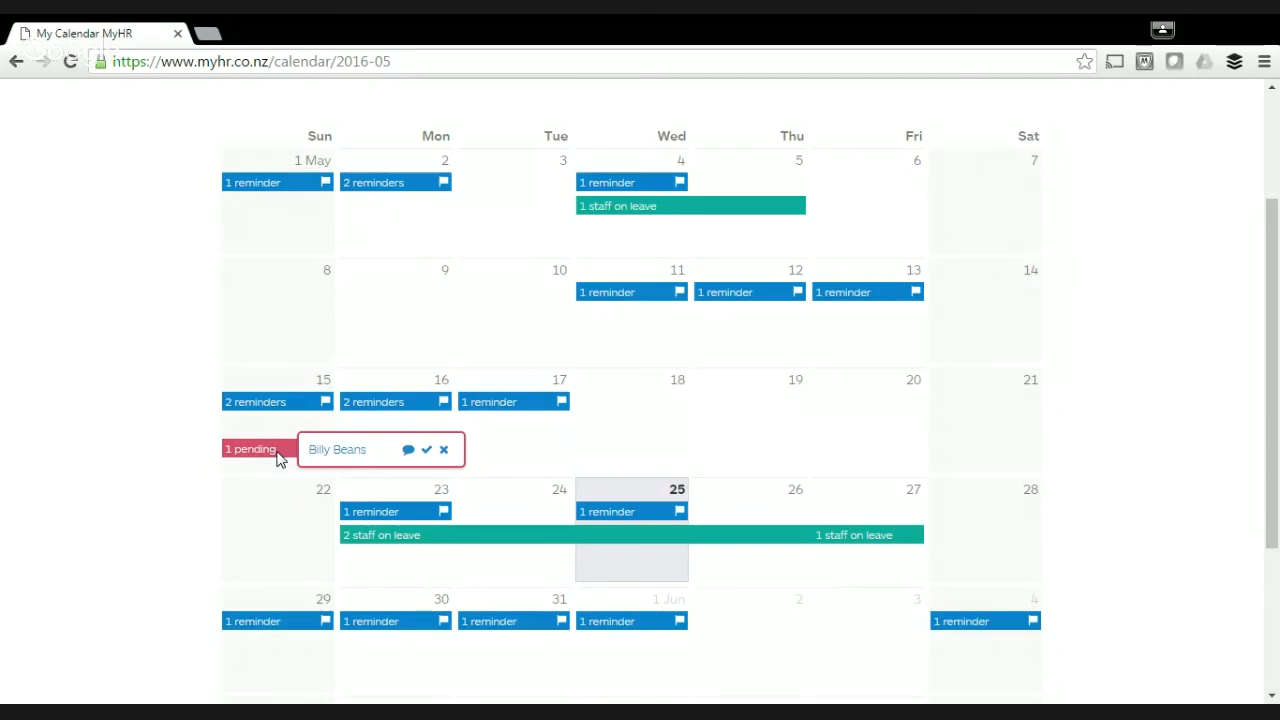 My Calendar MyHR
https://www.myhr.co.nz/calendar/2016-05
Sun Mon Tue Wed Thu Fri Sat
1 May 2 3 4 5 6 7
1 reminder 2 reminders 1 reminder
1 staff on leave
8 9 10 11 12 13 14
1 reminder 1 reminder 1 reminder
15 16 17 18 19 20 21
2 reminders 2 reminders 1 reminder
1 pending Billy Beans
22 23 24 25 26 27 28
1 reminder 1 reminder
2 staff on leave 1 staff on leave
29 30 31 1 Jun 2 3 4
1 reminder 1 reminder 1 reminder 1 reminder 1 reminder